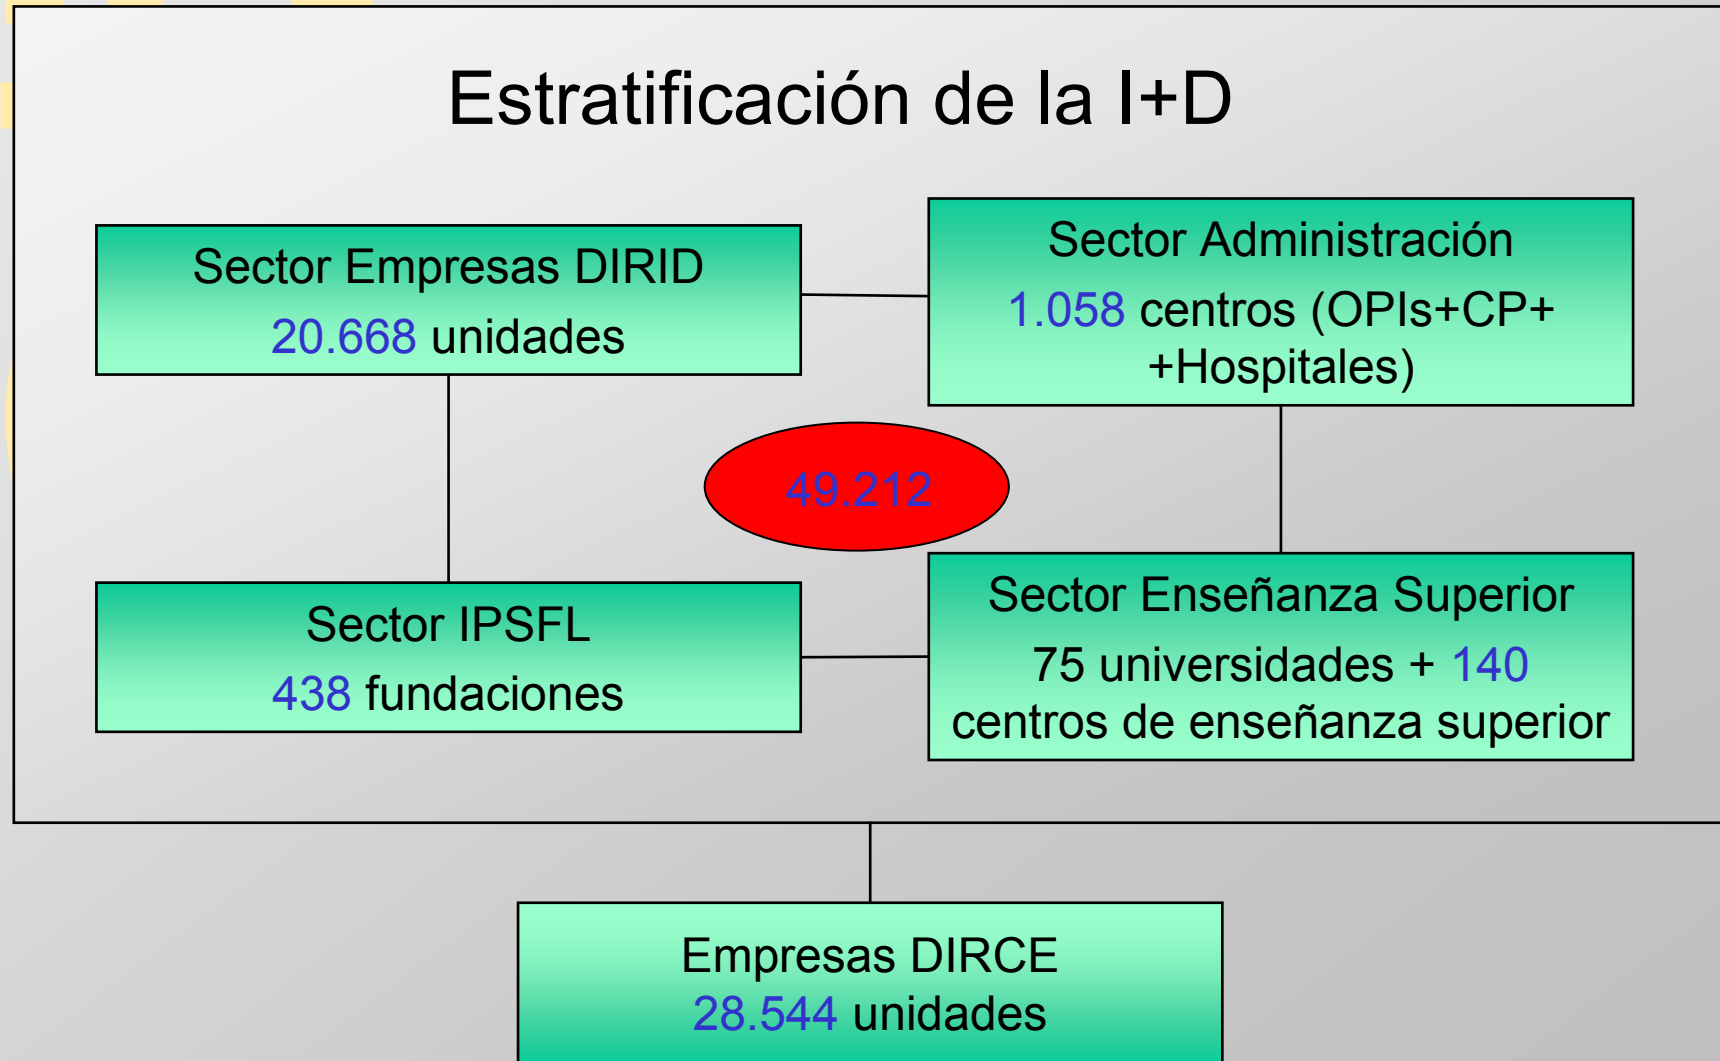 Estratificación de la I+D
Sector Empresas DIRID
20.668 unidades
Sector Administración
1.058 centros (OPIs+CP+
+Hospitales)
49.212
Sector IPSFL
438 fundaciones
Sector Enseñanza Superior
75 universidades + 140
centros de enseñanza superior
Empresas DIRCE
28.544 unidades